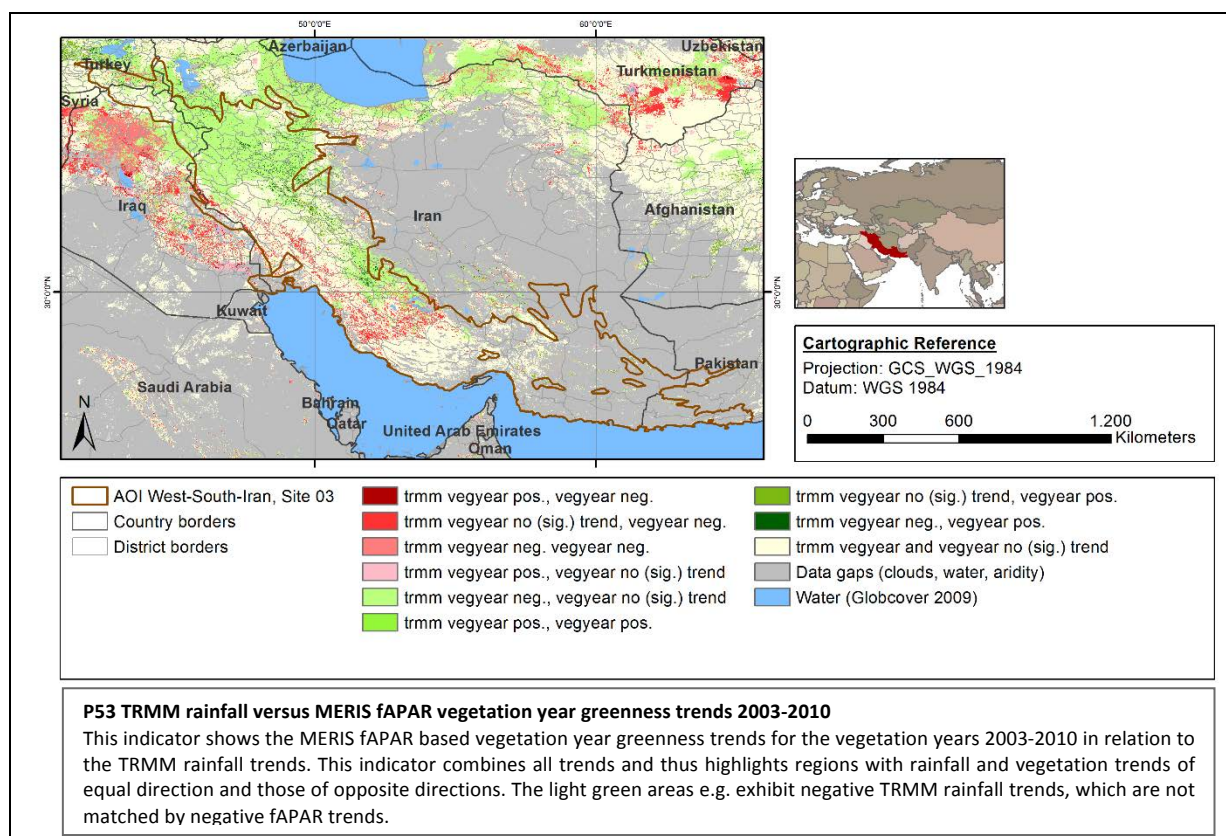 50°0'0"E
60°0'0"E
Azerbaijan
Uzbekistan
Turkey
Turkmenistan
Syria
Iraq
Iran
Afghanistan
30°0'0"N
30°0'0"N
Kuwait
Pakistan
Saudi Arabia
N
Bahrain
Qatar
United Arab Emirates
Oman
Cartographic Reference
Projection: GCS_WGS_1984
Datum: WGS 1984
0 300 600 1.200
Kilometers
AOI West-South-Iran, Site 03
Country borders
District borders
trmm vegyear pos., vegyear neg.
trmm vegyear no (sig.) trend, vegyear neg.
trmm vegyear neg. vegyear neg.
trmm vegyear pos., vegyear no (sig.) trend
trmm vegyear neg., vegyear no (sig.) trend
trmm vegyear pos., vegyear pos.
trmm vegyear no (sig.) trend, vegyear pos.
trmm vegyear neg., vegyear pos.
trmm vegyear and vegyear no (sig.) trend
Data gaps (clouds, water, aridity)
Water (Globcover 2009)
P53 TRMM rainfall versus MERIS fAPAR vegetation year greenness trends 2003-2010
This indicator shows the MERIS fAPAR based vegetation year greenness trends for the vegetation years 2003-2010 in relation to
the TRMM rainfall trends. This indicator combines all trends and thus highlights regions with rainfall and vegetation trends of
equal direction and those of opposite directions. The light green areas e.g. exhibit negative TRMM rainfall trends, which are not
matched by negative fAPAR trends.